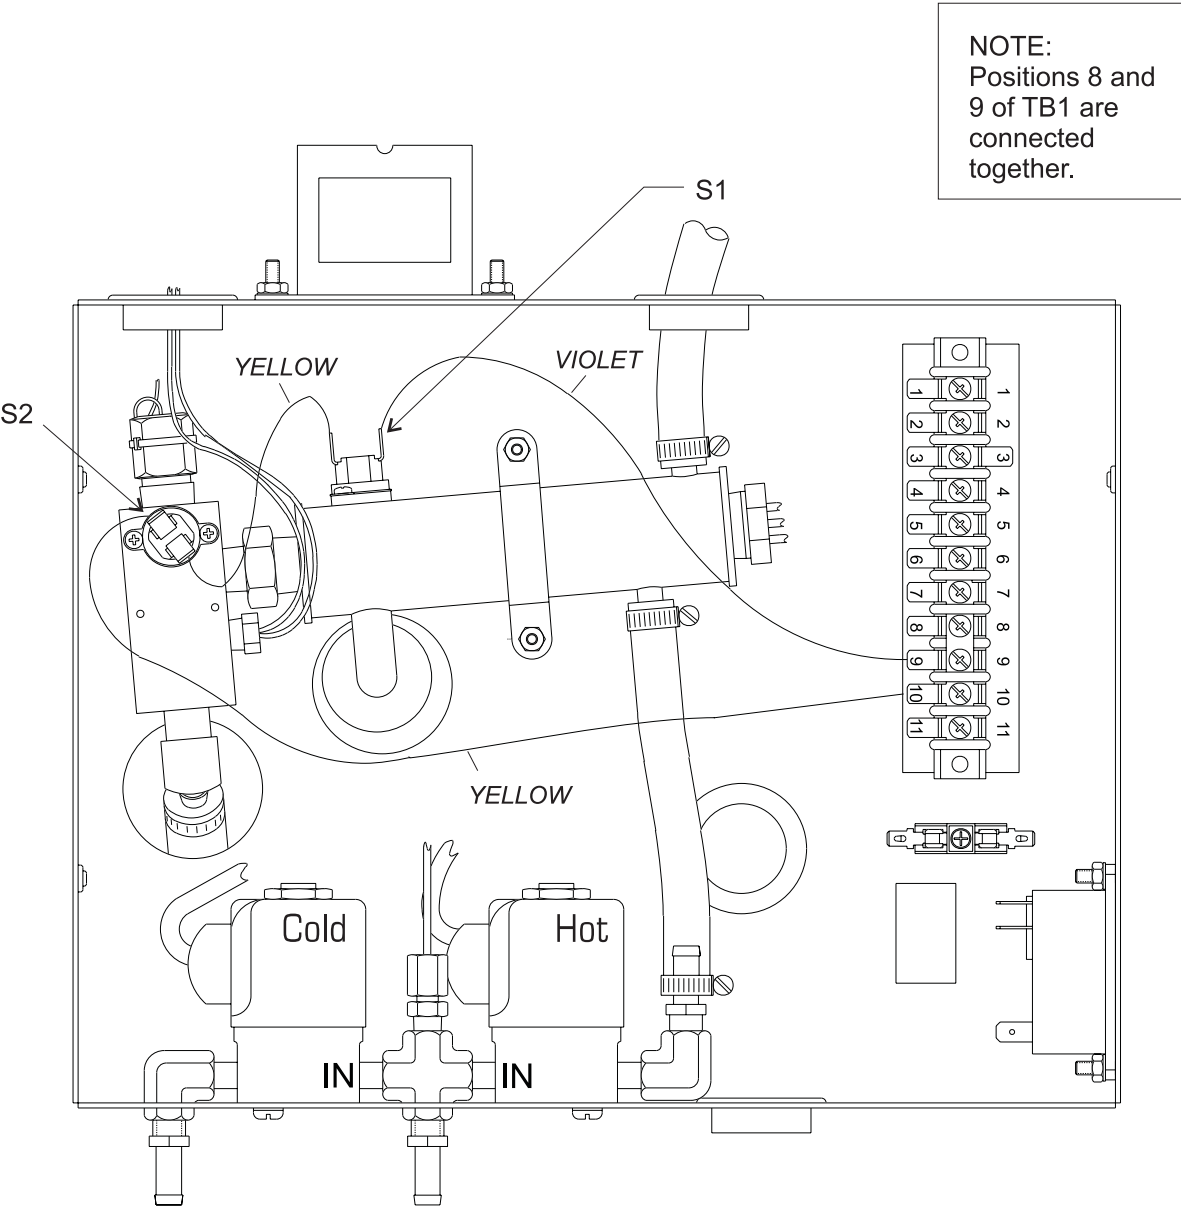 NOTE:
Positions 8 and
9 of TB1 are
connected
together.
S1
YELLOW
VIOLET
S2
1 1
2 2
3 3
4 4
5 5
6 6
7 7
8 8
9 9
10 10
11 11
YELLOW
Cold
Hot
IN
IN